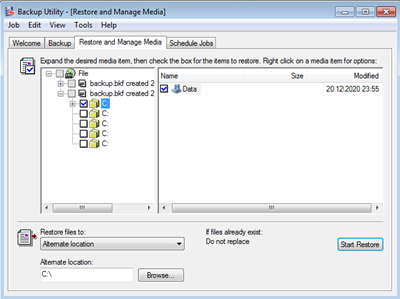 Backup Utility - [Restore and Manage Media]
Job Edit View Tools Help
Welcome Backup Restore and Manage Media Schedule Jobs
Expand the desired media item, then check the box for the items to restore. Right click on a media item for options:
File
backup.bkf created 2
backup.bkf created 2
C:
C:
C:
C:
C:
Name Size Modified
Data 20.12.2020 23:55
Restore files to:
Alternate location
Alternate location:
C:\
Browse...
If files already exist:
Do not replace
Start Restore